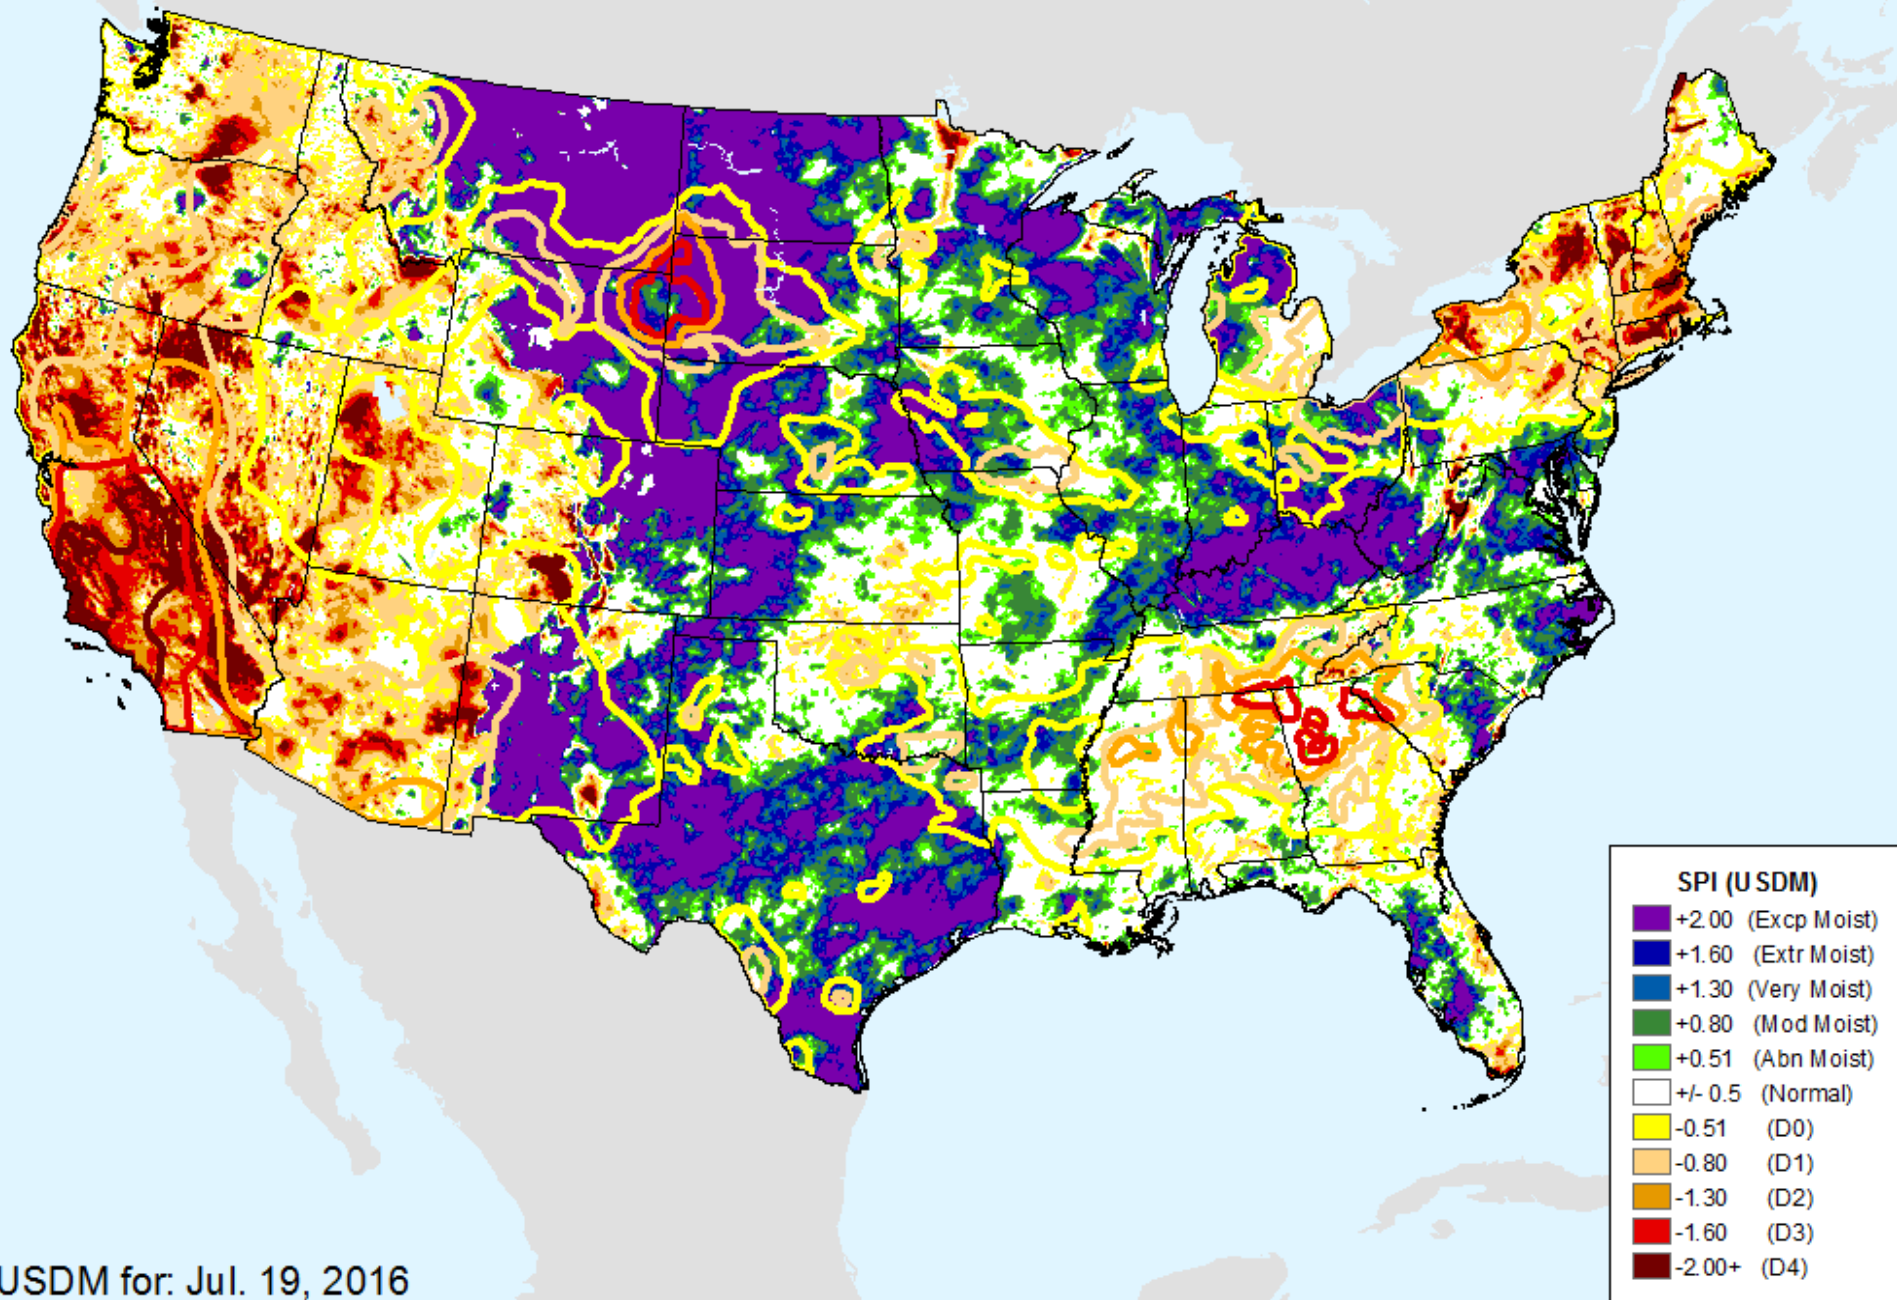 SPI (USDM)
+2.00 (Excp Moist)
+1.60 (Extr Moist)
+1.30 (Very Moist)
+0.80 (Mod Moist)
+0.51 (Abn Moist)
+/- 0.5 (Normal)
-0.51 (D0)
-0.80 (D1)
-1.30 (D2)
-1.60 (D3)
-2.00+ (D4)
USDM for: Jul. 19, 2016